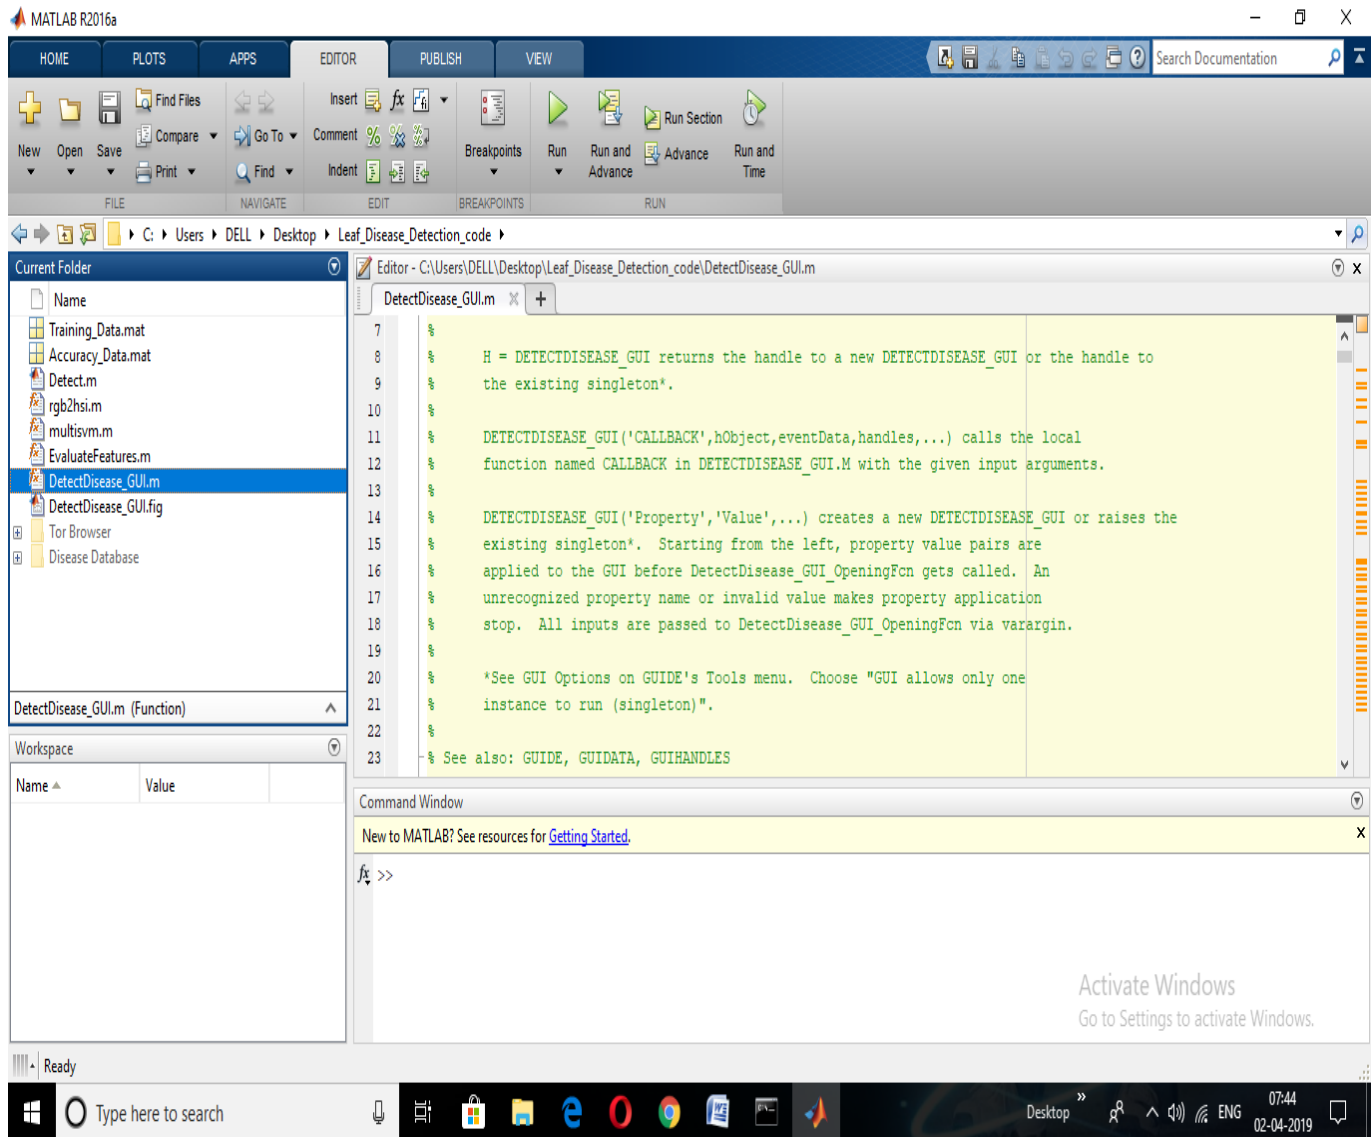 MATLAB R2016a
HOME PLOTS APPS EDITOR PUBLISH VIEW
Search Documentation
New Open Save
Find Files
Compare
Print
Go To
Find
Insert fx
Comment
Indent
Breakpoints
Run
Run and Advance
Run Section
Advance
Run and Time
FILE NAVIGATE EDIT BREAKPOINTS RUN
C: Users DELL Desktop Leaf_Disease_Detection_code
Current Folder
Name
Training_Data.mat
Accuracy_Data.mat
Detect.m
rgb2hsi.m
multisvm.m
EvaluateFeatures.m
DetectDisease_GUI.m
DetectDisease_GUI.fig
Tor Browser
Disease Database
DetectDisease_GUI.m (Function)
Workspace
Name Value
Editor - C:\Users\DELL\Desktop\Leaf_Disease_Detection_code\DetectDisease_GUI.m
DetectDisease_GUI.m
7 %
8 % H = DETECTDISEASE_GUI returns the handle to a new DETECTDISEASE_GUI or the handle to
9 % the existing singleton*.
10 %
11 % DETECTDISEASE_GUI('CALLBACK',hObject,eventData,handles,...) calls the local
12 % function named CALLBACK in DETECTDISEASE_GUI.M with the given input arguments.
13 %
14 % DETECTDISEASE_GUI('Property','Value',...) creates a new DETECTDISEASE_GUI or raises the
15 % existing singleton*.  Starting from the left, property value pairs are
16 % applied to the GUI before DetectDisease_GUI_OpeningFcn gets called.  An
17 % unrecognized property name or invalid value makes property application
18 % stop.  All inputs are passed to DetectDisease_GUI_OpeningFcn via varargin.
19 %
20 % *See GUI Options on GUIDE's Tools menu.  Choose "GUI allows only one
21 % instance to run (singleton)".
22 %
23 % See also: GUIDE, GUIDATA, GUIHANDLES
Command Window
New to MATLAB? See resources for Getting Started.
fx >>
Activate Windows
Go to Settings to activate Windows.
Ready
Type here to search
Desktop
ENG
07:44
02-04-2019